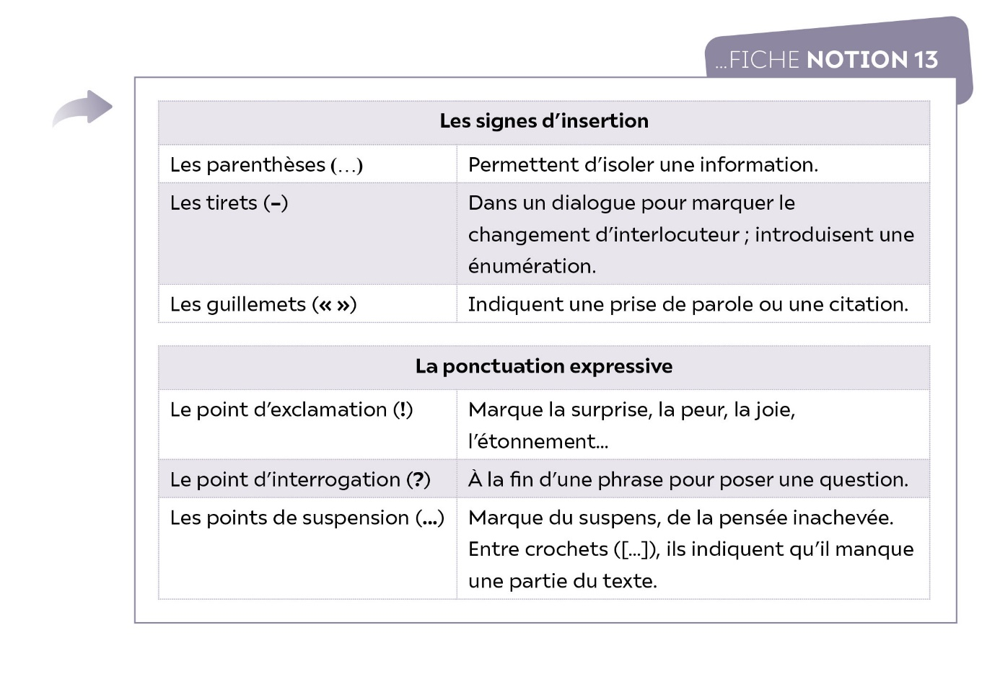 ...FICHE NOTION 13
Les signes d’insertion
Les parenthèses (…)
Permettent d’isoler une information.
Les tirets (–)
Dans un dialogue pour marquer le
changement d’interlocuteur ; introduisent une
énumération.
Les guillemets (« »)
Indiquent une prise de parole ou une citation.
La ponctuation expressive
Le point d’exclamation (!)
Marque la surprise, la peur, la joie,
l’étonnement...
Le point d’interrogation (?)
À la fin d’une phrase pour poser une question.
Les points de suspension (...)
Marque du suspens, de la pensée inachevée.
Entre crochets ([...]), ils indiquent qu’il manque
une partie du texte.